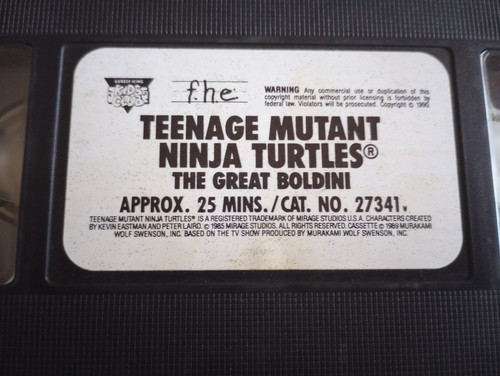 BURGER KING
KIDS
CLUB
f.h.e
WARNING Any commercial use or duplication of this
copyright material without prior licensing is forbidden by
federal law. Violators will be prosecuted. Copyright © 1990.
TEENAGE MUTANT
NINJA TURTLES®
THE GREAT BOLDINI
APPROX. 25 MINS./CAT. NO. 27341
TEENAGE MUTANT NINJA TURTLES® IS A REGISTERED TRADEMARK OF MIRAGE STUDIOS U.S.A. CHARACTERS CREATED
BY KEVIN EASTMAN AND PETER LAIRD. © 1985 MIRAGE STUDIOS. ALL RIGHTS RESERVED. CASSETTE © 1989 MURAKAMI
WOLF SWENSON, INC. BASED ON THE TV SHOW PRODUCED BY MURAKAMI WOLF SWENSON, INC.